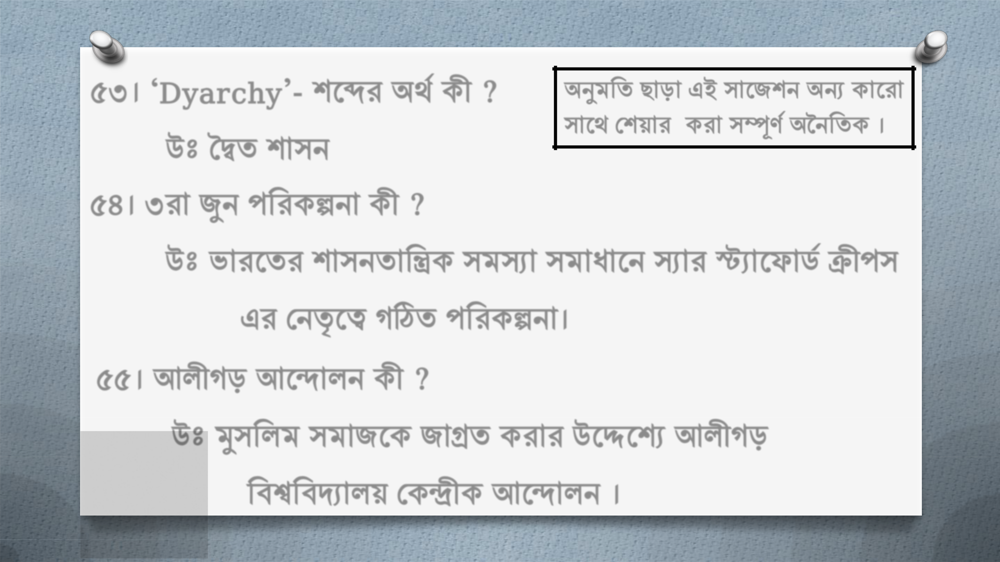 ৫৩। ‘Dyarchy’- শব্দের অর্থ কী ?
অনুমতি ছাড়া এই সাজেশন অন্য কারো
সাথে শেয়ার করা সম্পূর্ণ অনৈতিক ।
উঃ দ্বৈত শাসন
৫৪। ৩রা জুন পরিকল্পনা কী ?
উঃ ভারতের শাসনতান্ত্রিক সমস্যা সমাধানে স্যার স্ট্যাফোর্ড ক্রীপস
এর নেতৃত্বে গঠিত পরিকল্পনা।
৫৫। আলীগড় আন্দোলন কী ?
উঃ মুসলিম সমাজকে জাগ্রত করার উদ্দেশ্যে আলীগড়
বিশ্ববিদ্যালয় কেন্দ্রীক আন্দোলন ।